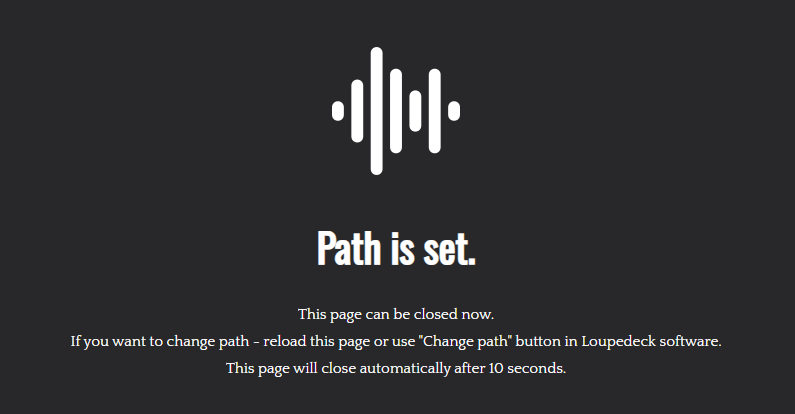 Path is set.
This page can be closed now.
If you want to change path - reload this page or use "Change path" button in Loupedeck software.
This page will close automatically after 10 seconds.